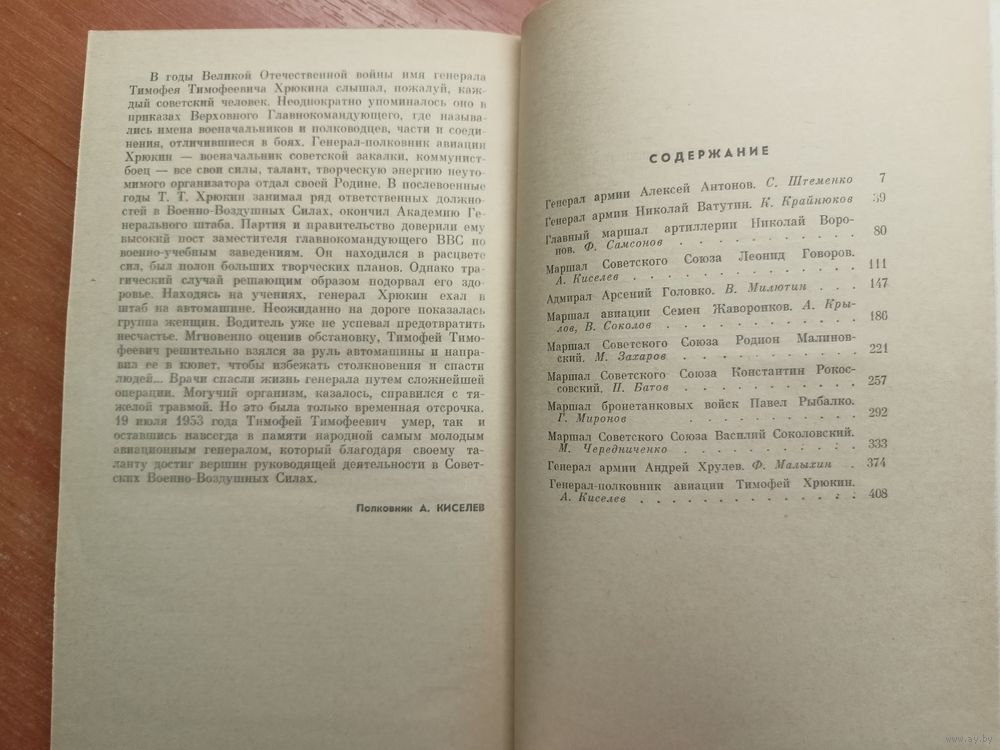 В годы Великой Отечественной войны имя генерала
Тимофея Тимофеевича Хрюкина слышал, пожалуй, каж-
дый советский человек. Неоднократно упоминалось оно в
приказах Верховного Главнокомандующего, где называ-
лись имена военачальников и полководцев, части и соеди-
нения, отличившиеся в боях. Генерал-полковник авиации
Хрюкин — военачальник советской закалки, коммунист-
боец — все свои силы, талант, творческую энергию неуто-
мимого организатора отдал своей Родине. В послевоенные
годы Т. Т. Хрюкин занимал ряд ответственных должно-
стей в Военно-Воздушных Силах, окончил Академию Ге-
нерального штаба. Партия и правительство доверили ему
высокий пост заместителя главнокомандующего ВВС по
военно-учебным заведениям. Он находился в расцвете
сил, был полон больших творческих планов. Однако тра-
гический случай решающим образом подорвал его здо-
ровье. Находясь на учениях, генерал Хрюкин ехал в
штаб на автомашине. Неожиданно на дороге показалась
группа женщин. Водитель уже не успевал предотвратить
несчастье. Мгновенно оценив обстановку, Тимофей Тимо-
феевич решительно взялся за руль автомашины и напра-
вил ее в кювет, чтобы избежать столкновения и спасти
людей... Врачи спасли жизнь генерала путем сложнейшей
операции. Могучий организм, казалось, справился с тя-
желой травмой. Но это была только временная отсрочка.
19 июля 1953 года Тимофей Тимофеевич умер, так и
оставшись навсегда в памяти народной самым молодым
авиационным генералом, который благодаря своему та-
ланту достиг вершин руководящей деятельности в Совет-
ских Военно-Воздушных Силах.
Полковник А. КИСЕЛЕВ
СОДЕРЖАНИЕ
Генерал армии Алексей Антонов. С. Штеменко 7
Генерал армии Николай Ватутин. К. Крайнюков 39
Главный маршал артиллерии Николай Воро-
нов. Ф. Самсонов . . . . . . . . . . 80
Маршал Советского Союза Леонид Говоров.
А. Киселев . . . . . . . . . . . . 111
Адмирал Арсений Головко. В. Милютин . . . 147
Маршал авиации Семен Жаворонков. А. Кры-
лов, В. Соколов . . . . . . . . . . 186
Маршал Советского Союза Родион Малинов-
ский. М. Захаров . . . . . . . . . . 221
Маршал Советского Союза Константин Рокос-
совский. П. Батов . . . . . . . . . 257
Маршал бронетанковых войск Павел Рыбалко.
Г. Миронов . . . . . . . . . . . 292
Маршал Советского Союза Василий Соколовский.
М. Чередниченко . . . . . . . . . . 333
Генерал армии Андрей Хрулев. Ф. Малыхин . . 374
Генерал-полковник авиации Тимофей Хрюкин.
А. Киселев . . . . . . . . . . . 408
www.ay.by